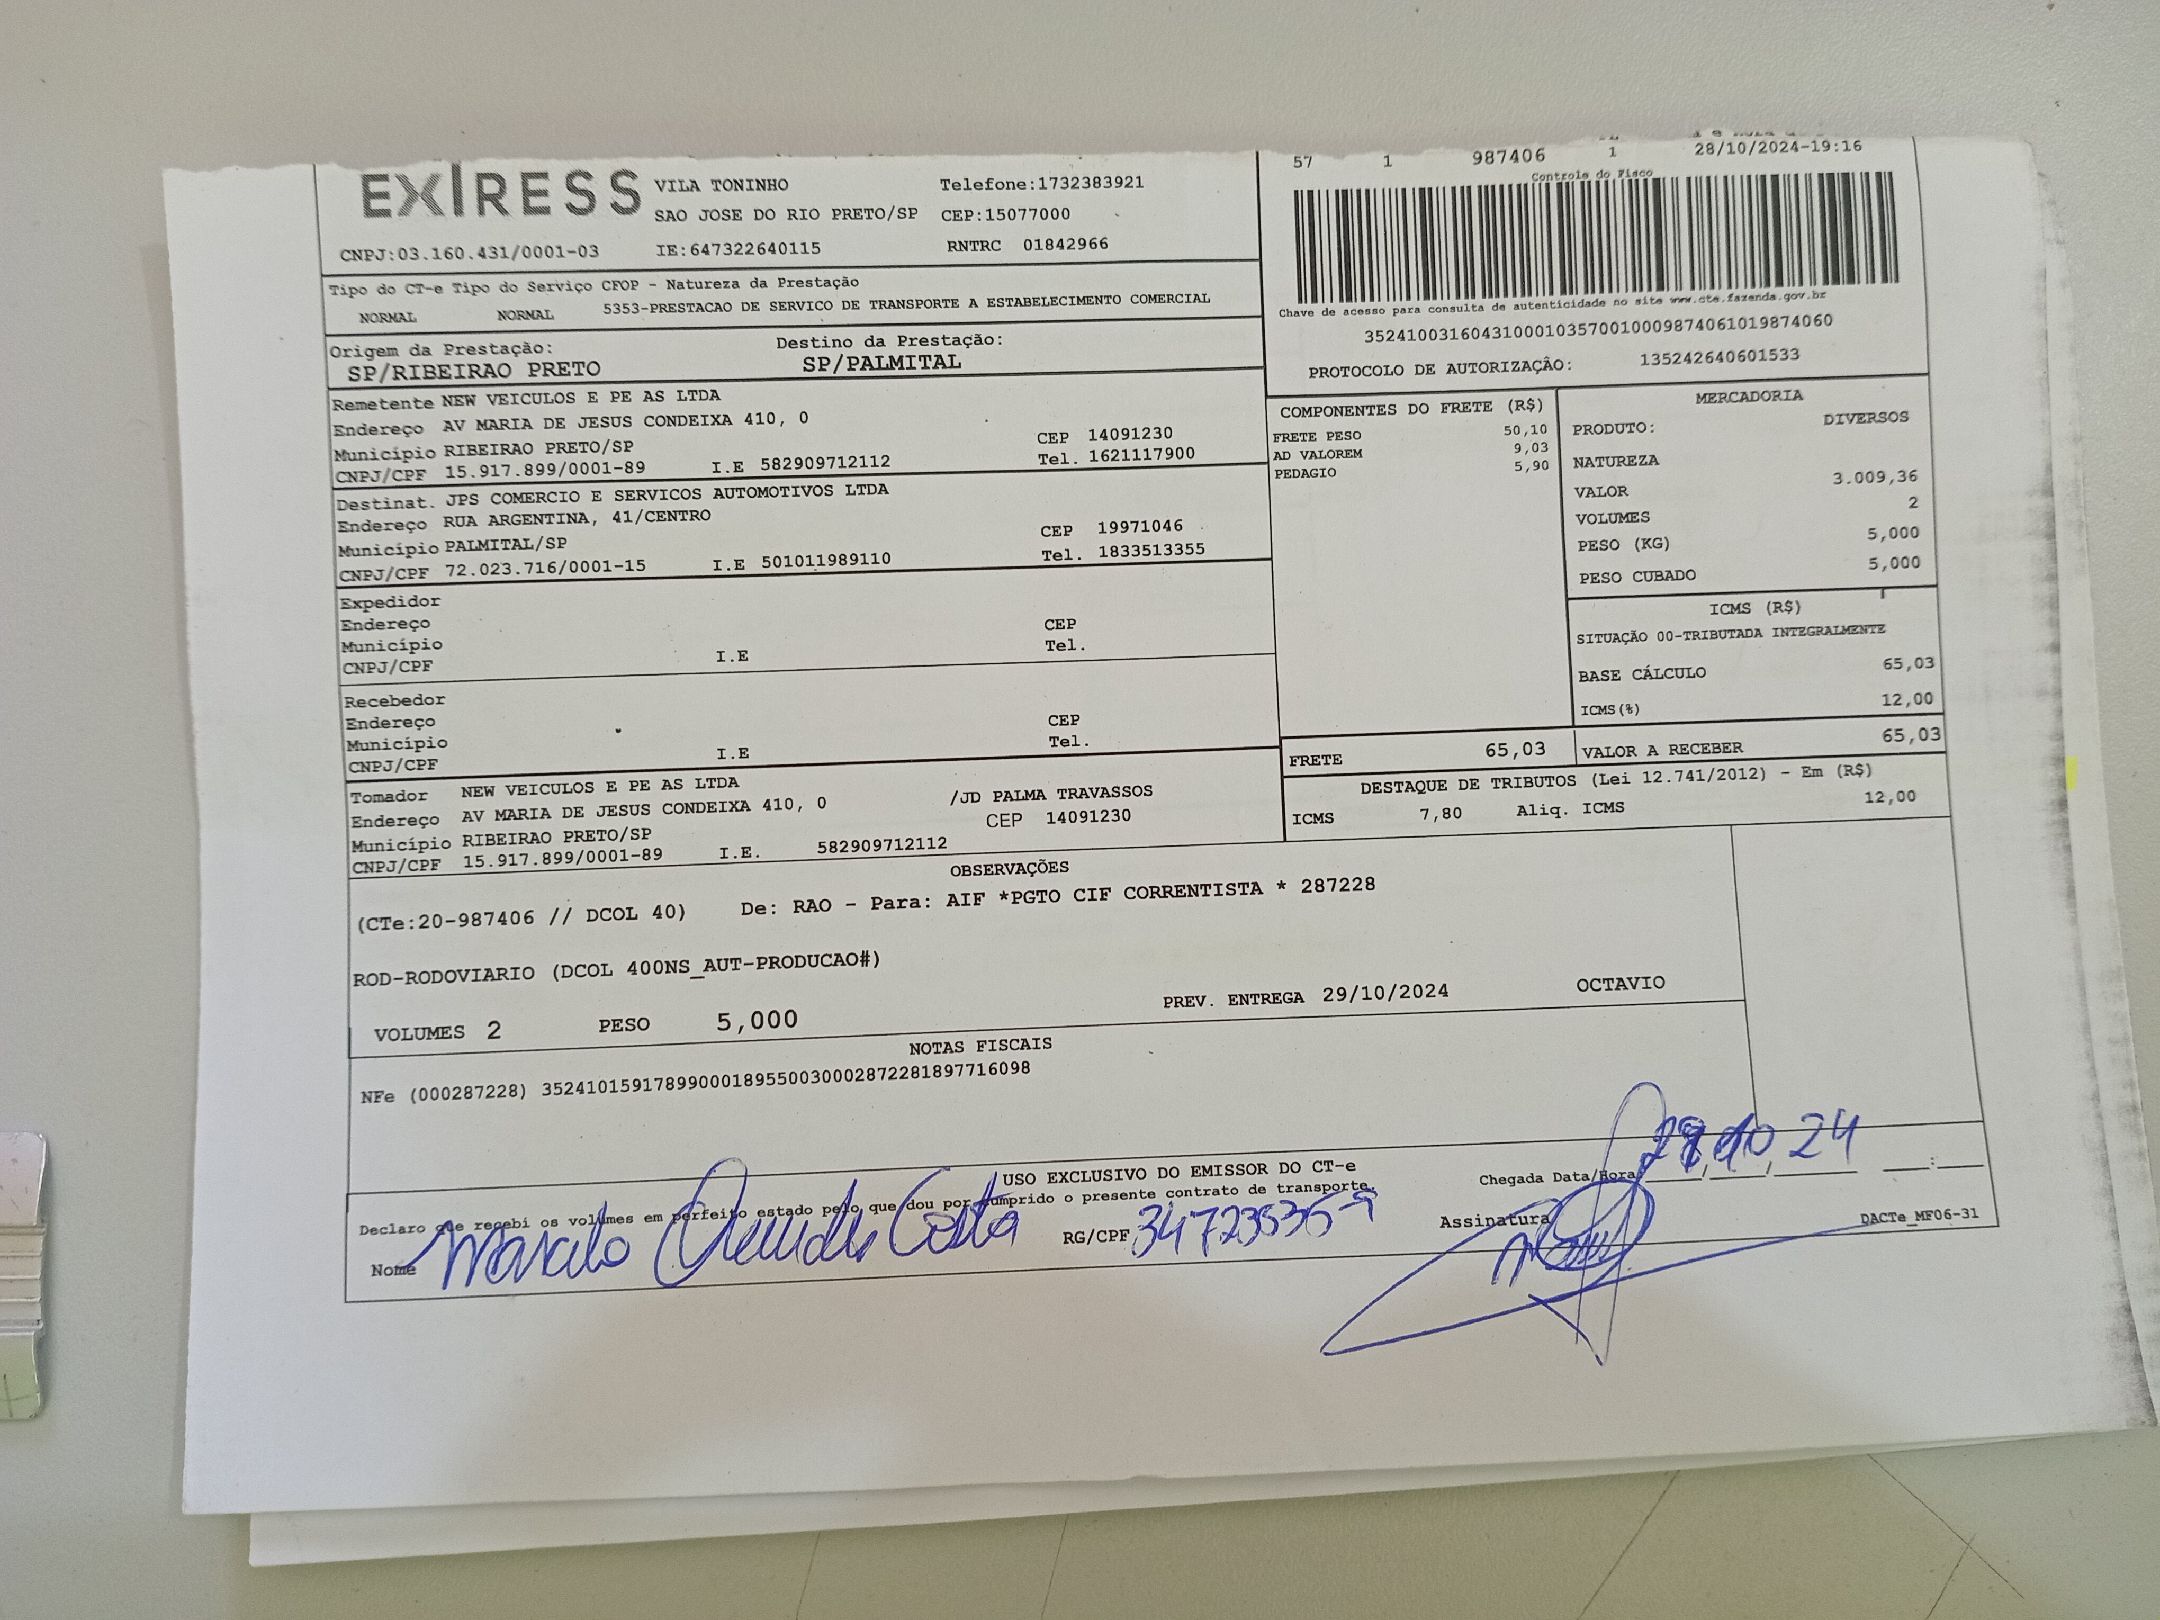 57 1 987406 1 28/10/2024-19:16
EXIRESS
VILA TONINHO Telefone:1732383921
SAO JOSE DO RIO PRETO/SP CEP:15077000
CNPJ:03.160.431/0001-03 IE:647322640115 RNTRC 01842966
Controle do Fisco
Chave de acesso para consulta de autenticidade no site www.cte.fazenda.gov.br
35241003160431000103570010009874061019874060
PROTOCOLO DE AUTORIZAÇÃO: 135242640601533
Tipo do CT-e Tipo do Serviço CFOP - Natureza da Prestação
NORMAL NORMAL 5353-PRESTACAO DE SERVICO DE TRANSPORTE A ESTABELECIMENTO COMERCIAL
Origem da Prestação: Destino da Prestação:
SP/RIBEIRAO PRETO SP/PALMITAL
Remetente NEW VEICULOS E PE AS LTDA
Endereço AV MARIA DE JESUS CONDEIXA 410, 0
Município RIBEIRAO PRETO/SP CEP 14091230
CNPJ/CPF 15.917.899/0001-89 I.E 582909712112 Tel. 1621117900
Destinat. JPS COMERCIO E SERVICOS AUTOMOTIVOS LTDA
Endereço RUA ARGENTINA, 41/CENTRO
Município PALMITAL/SP CEP 19971046
CNPJ/CPF 72.023.716/0001-15 I.E 501011989110 Tel. 1833513355
Expedidor
Endereço
Município CEP
CNPJ/CPF I.E Tel.
Recebedor
Endereço CEP
Município Tel.
CNPJ/CPF I.E
Tomador NEW VEICULOS E PE AS LTDA
Endereço AV MARIA DE JESUS CONDEIXA 410, 0 /JD PALMA TRAVASSOS
Município RIBEIRAO PRETO/SP CEP 14091230
CNPJ/CPF 15.917.899/0001-89 I.E. 582909712112
COMPONENTES DO FRETE (R$)
FRETE PESO 50,10
AD VALOREM 9,03
PEDAGIO 5,90
MERCADORIA
PRODUTO: DIVERSOS
NATUREZA
VALOR 3.009,36
VOLUMES 2
PESO (KG) 5,000
PESO CUBADO 5,000
ICMS (R$)
SITUAÇÃO 00-TRIBUTADA INTEGRALMENTE
BASE CÁLCULO 65,03
ICMS(%) 12,00
FRETE 65,03 VALOR A RECEBER 65,03
DESTAQUE DE TRIBUTOS (Lei 12.741/2012) - Em (R$)
ICMS 7,80 Aliq. ICMS 12,00
OBSERVAÇÕES
(CTe:20-987406 // DCOL 40) De: RAO - Para: AIF *PGTO CIF CORRENTISTA * 287228
ROD-RODOVIARIO (DCOL 400NS_AUT-PRODUCAO#)
VOLUMES 2 PESO 5,000 PREV. ENTREGA 29/10/2024 OCTAVIO
NOTAS FISCAIS
NFe (000287228) 35241015917899000189550030002872281897716098
USO EXCLUSIVO DO EMISSOR DO CT-e
Chegada Data/Hora 10 24
Declaro que recebi os volumes em perfeito estado pelo que dou por cumprido o presente contrato de transporte.
Nome Costa RG/CPF Assinatura DACTe_MF06-31